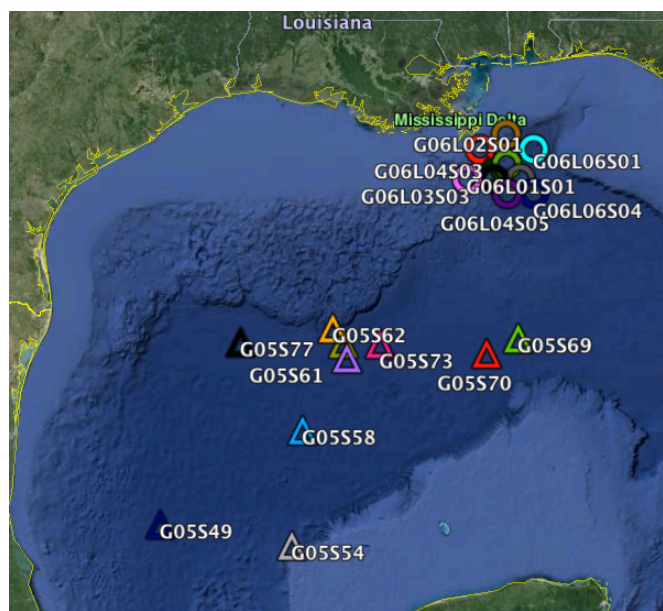 Louisiana
Mississippi Delta
G06L02S01
G06L06S01
G06L04S03
G06L01S01
G06L03S03
G06L06S04
G06L04S05
G05S62
G05S77
G05S73
G05S69
G05S61
G05S70
G05S58
G05S49
G05S54